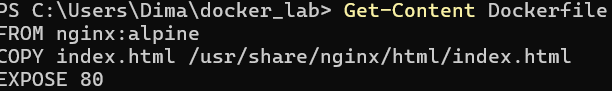 PS C:\Users\Dima\docker_lab> Get-Content Dockerfile
FROM nginx:alpine
COPY index.html /usr/share/nginx/html/index.html
EXPOSE 80